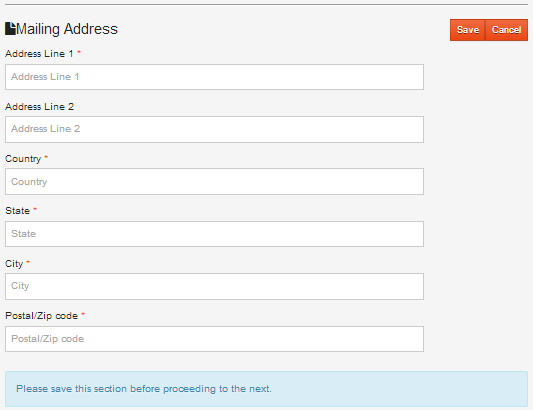 Mailing Address
Save Cancel
Address Line 1 *
Address Line 1
Address Line 2
Address Line 2
Country *
Country
State *
State
City *
City
Postal/Zip code *
Postal/Zip code
Please save this section before proceeding to the next.